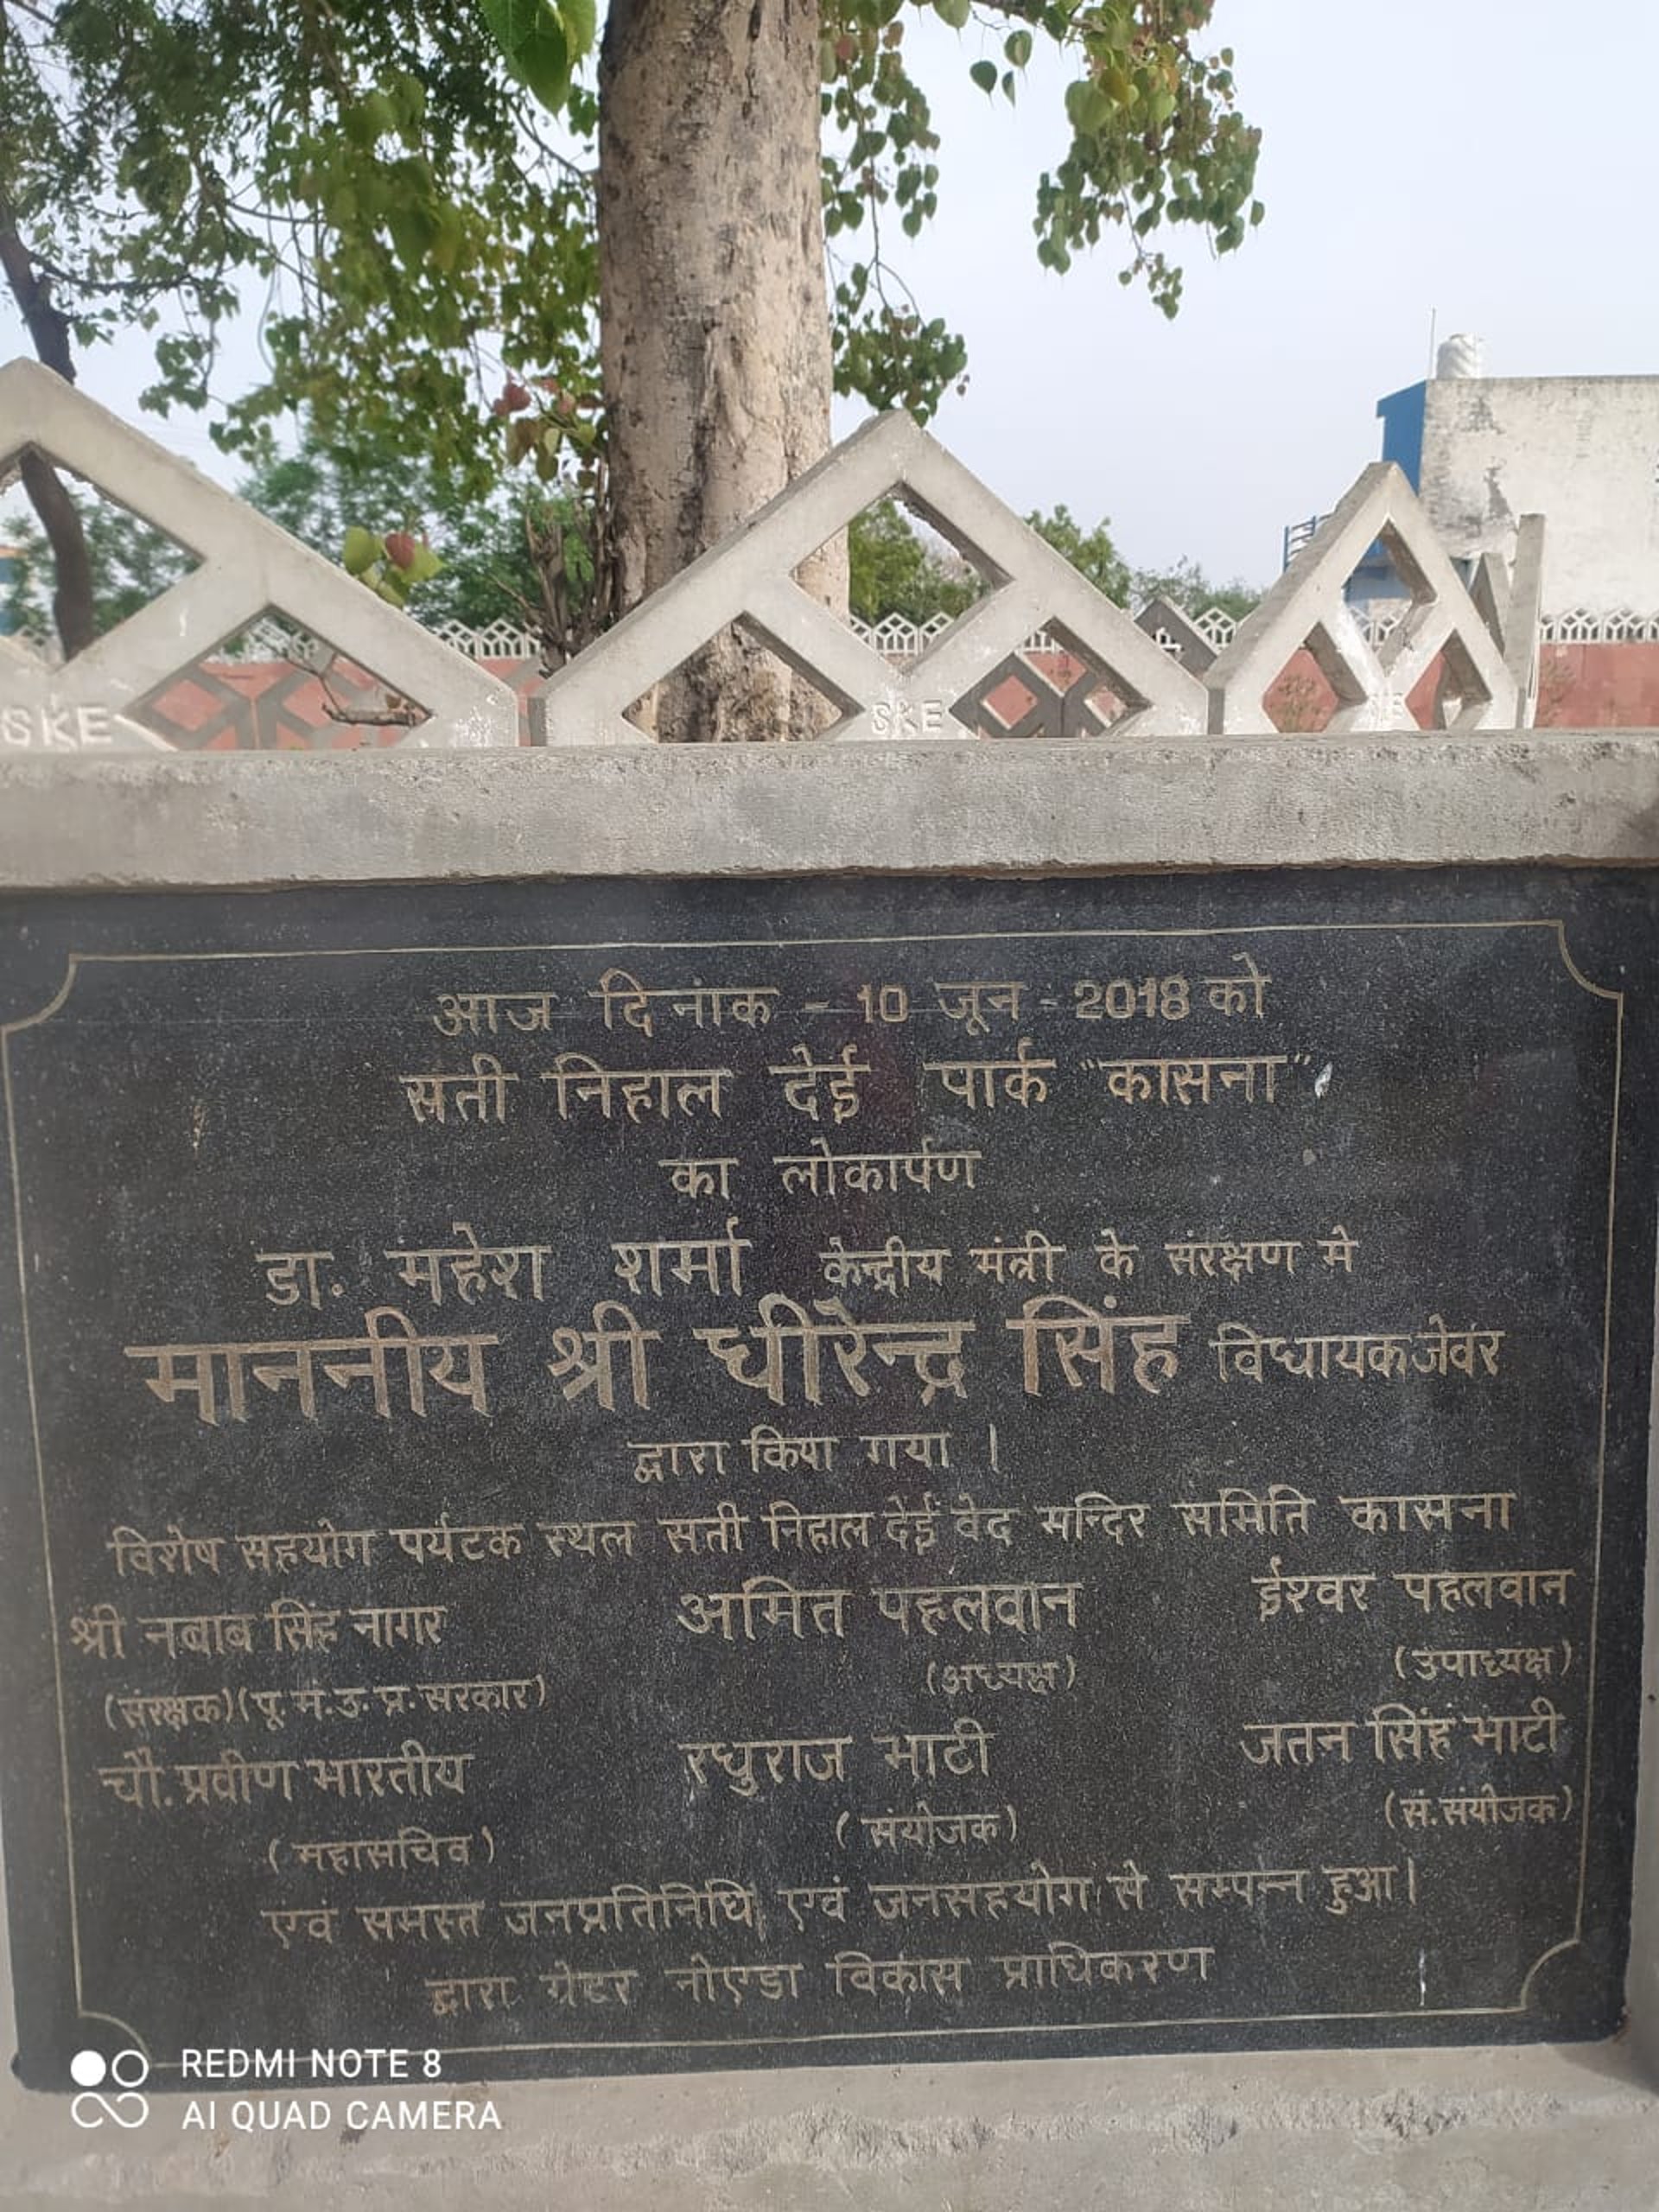 SKE SKE
आज दिनांक - 10 जून - 2018 को
सती निहाल देई पार्क "कासना"
का लोकार्पण
डा. महेश शर्मा केन्द्रीय मंत्री के संरक्षण मे
माननीय श्री धीरेन्द्र सिंह विधायक जेवर
द्वारा किया गया ।
विशेष सहयोग पर्यटक स्थल सती निहाल देई वेद मन्दिर समिति कासना
श्री नबाब सिंह नागर अमित पहलवान ईश्वर पहलवान
(संरक्षक) (पू.मं.उ.प्र.सरकार) (अध्यक्ष) (उपाध्यक्ष)
चौ. प्रवीण भारतीय रघुराज भाटी जतन सिंह भाटी
(महासचिव) (संयोजक) (सं.संयोजक)
एवं समस्त जनप्रतिनिधि एवं जनसहयोग से सम्पन्न हुआ।
द्वारा ग्रेटर नोएडा विकास प्राधिकरण
REDMI NOTE 8
AI QUAD CAMERA